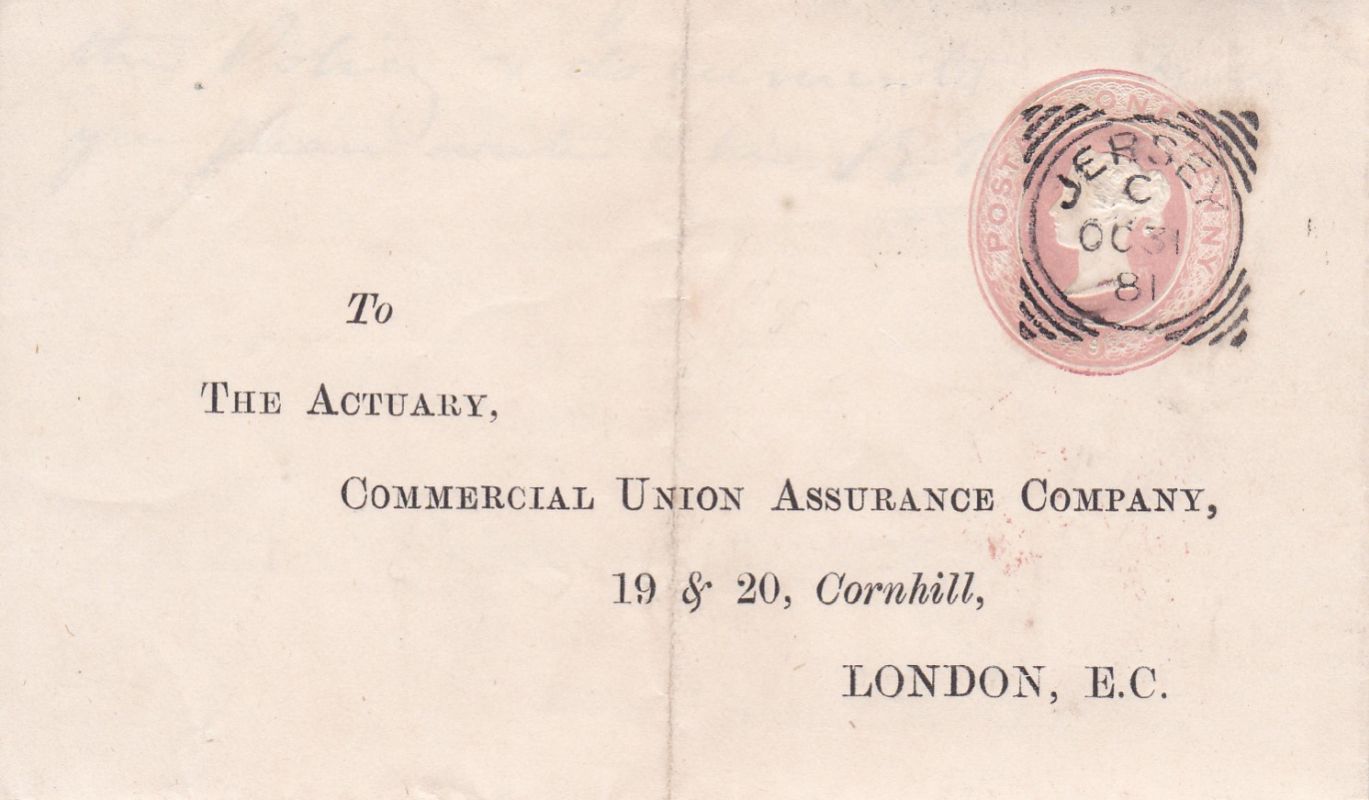 POSTAGE ONE PENNY
JERSEY
C
OC 31
81
To
THE ACTUARY,
COMMERCIAL UNION ASSURANCE COMPANY,
19 & 20, Cornhill,
LONDON, E.C.